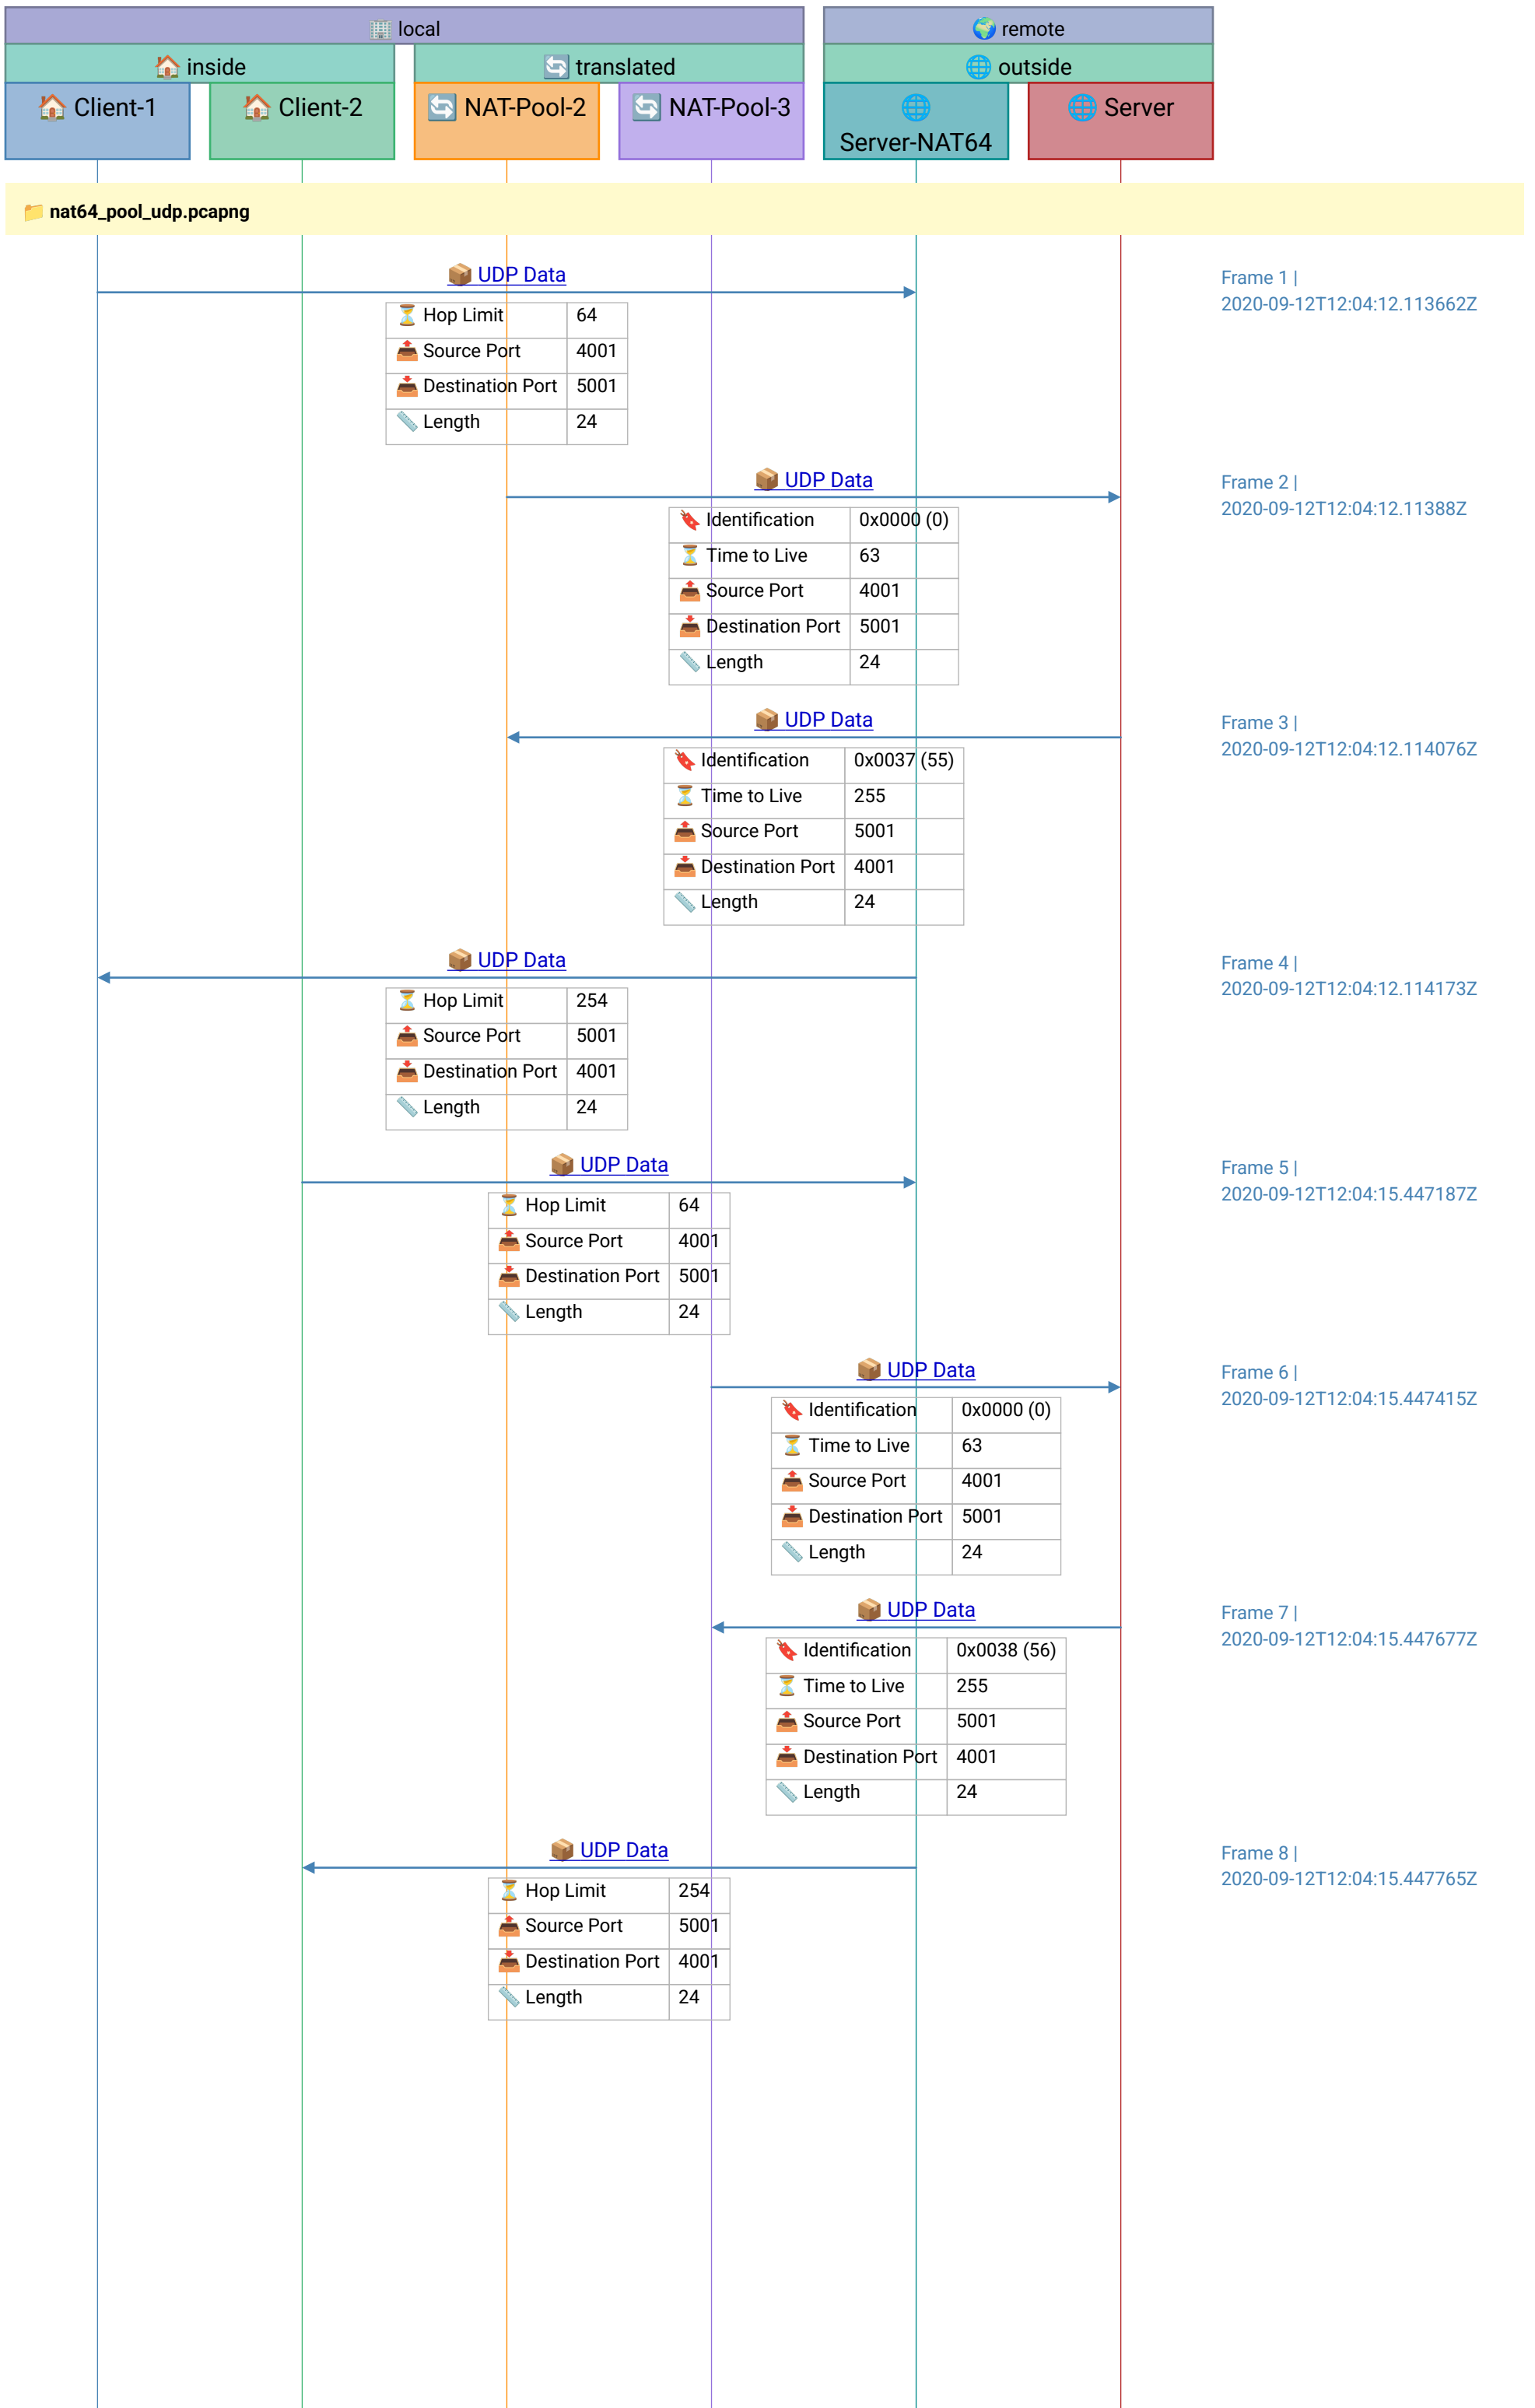 🏢 local
🌍 remote
🏠 inside
🔄 translated
🌐 outside
🏠 Client-1
🏠 Client-2
🔄 NAT-Pool-2
🔄 NAT-Pool-3
🌐
Server-NAT64
🌐 Server
📁 nat64_pool_udp.pcapng
📦 UDP Data
Frame 1 |
2020-09-12T12:04:12.113662Z
⏳ Hop Limit 64
📤 Source Port 4001
📥 Destination Port 5001
📏 Length 24
📦 UDP Data
Frame 2 |
2020-09-12T12:04:12.11388Z
🔖 Identification 0x0000 (0)
⏳ Time to Live 63
📤 Source Port 4001
📥 Destination Port 5001
📏 Length 24
📦 UDP Data
Frame 3 |
2020-09-12T12:04:12.114076Z
🔖 Identification 0x0037 (55)
⏳ Time to Live 255
📤 Source Port 5001
📥 Destination Port 4001
📏 Length 24
📦 UDP Data
Frame 4 |
2020-09-12T12:04:12.114173Z
⏳ Hop Limit 254
📤 Source Port 5001
📥 Destination Port 4001
📏 Length 24
📦 UDP Data
Frame 5 |
2020-09-12T12:04:15.447187Z
⏳ Hop Limit 64
📤 Source Port 4001
📥 Destination Port 5001
📏 Length 24
📦 UDP Data
Frame 6 |
2020-09-12T12:04:15.447415Z
🔖 Identification 0x0000 (0)
⏳ Time to Live 63
📤 Source Port 4001
📥 Destination Port 5001
📏 Length 24
📦 UDP Data
Frame 7 |
2020-09-12T12:04:15.447677Z
🔖 Identification 0x0038 (56)
⏳ Time to Live 255
📤 Source Port 5001
📥 Destination Port 4001
📏 Length 24
📦 UDP Data
Frame 8 |
2020-09-12T12:04:15.447765Z
⏳ Hop Limit 254
📤 Source Port 5001
📥 Destination Port 4001
📏 Length 24